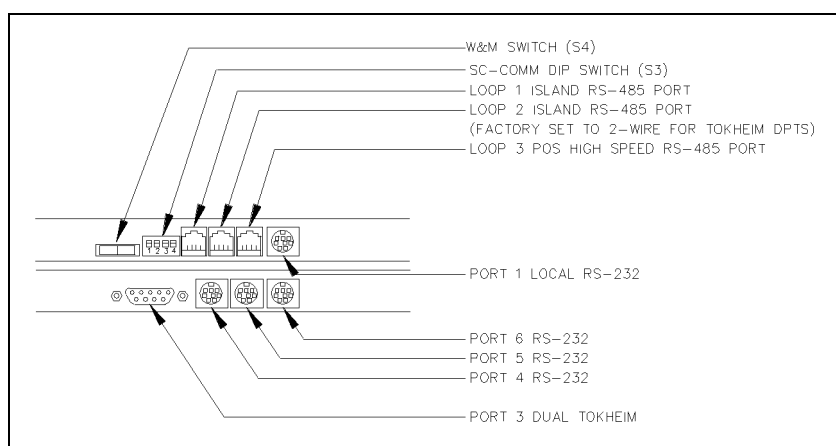 W&M SWITCH (S4)
SC-COMM DIP SWITCH (S3)
LOOP 1 ISLAND RS-485 PORT
LOOP 2 ISLAND RS-485 PORT
(FACTORY SET TO 2-WIRE FOR TOKHEIM DPTS)
LOOP 3 POS HIGH SPEED RS-485 PORT
1 2 3 4
PORT 1 LOCAL RS-232
PORT 6 RS-232
PORT 5 RS-232
PORT 4 RS-232
PORT 3 DUAL TOKHEIM